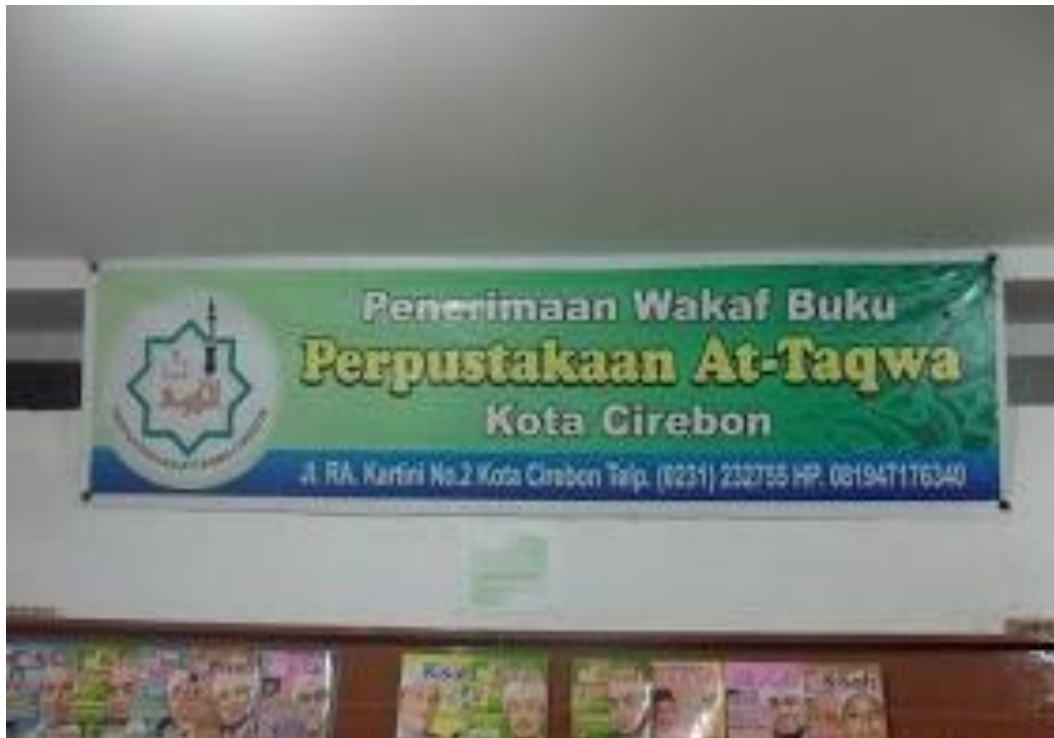 Penerimaan Wakaf Buku
Perpustakaan At-Taqwa
Kota Cirebon
Jl. RA. Kartini No.2 Kota Cirebon Telp. (0231) 232755 HP. 081947176340